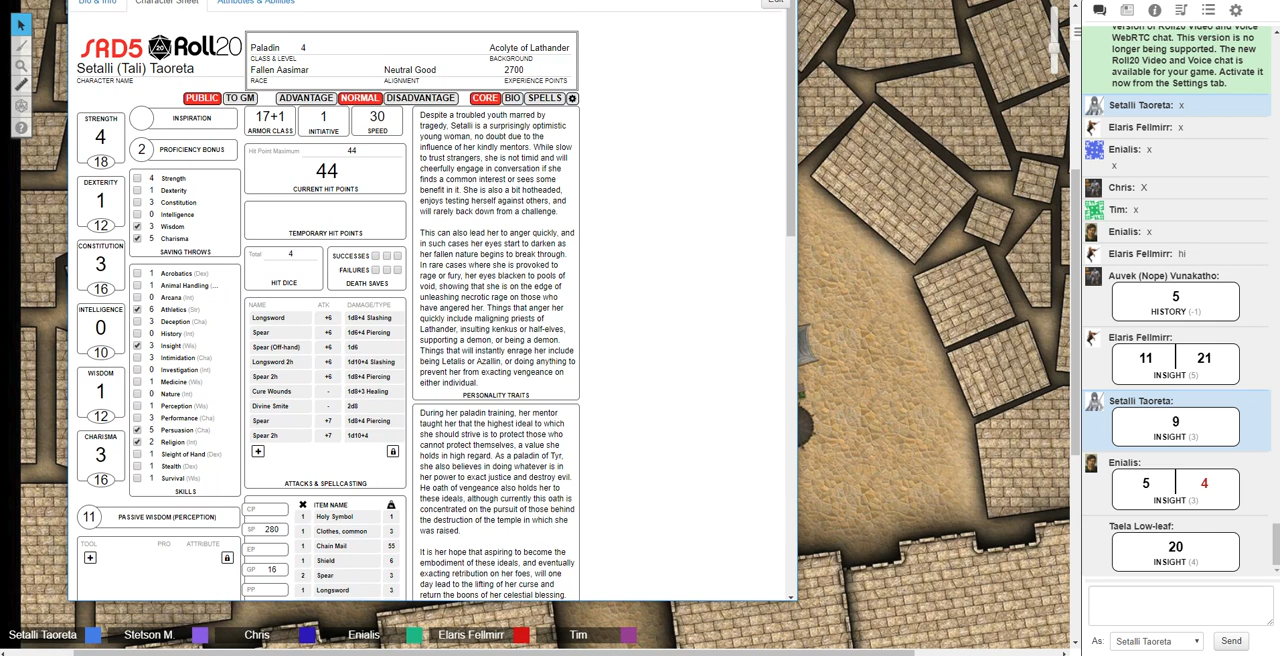 Bio & Info
Character Sheet
Attributes & Abilities
Edit
SRD5 Roll20
Setalli (Tali) Taoreta
CHARACTER NAME
Paladin 4
CLASS & LEVEL
Acolyte of Lathander
BACKGROUND
Fallen Aasimar
RACE
Neutral Good
ALIGNMENT
2700
EXPERIENCE POINTS
PUBLIC TO GM ADVANTAGE NORMAL DISADVANTAGE CORE BIO SPELLS
STRENGTH
4
18
DEXTERITY
1
12
CONSTITUTION
3
16
INTELLIGENCE
0
10
WISDOM
1
12
CHARISMA
3
16
INSPIRATION
2 PROFICIENCY BONUS
4 Strength
1 Dexterity
3 Constitution
0 Intelligence
3 Wisdom
5 Charisma
SAVING THROWS
1 Acrobatics (Dex)
1 Animal Handling (...
0 Arcana (Int)
6 Athletics (Str)
3 Deception (Cha)
0 History (Int)
3 Insight (Wis)
3 Intimidation (Cha)
0 Investigation (Int)
1 Medicine (Wis)
0 Nature (Int)
1 Perception (Wis)
3 Performance (Cha)
5 Persuasion (Cha)
2 Religion (Int)
1 Sleight of Hand (Dex)
1 Stealth (Dex)
1 Survival (Wis)
SKILLS
11 PASSIVE WISDOM (PERCEPTION)
TOOL PRO ATTRIBUTE
+
17+1
ARMOR CLASS
1
INITIATIVE
30
SPEED
Hit Point Maximum 44
44
CURRENT HIT POINTS
TEMPORARY HIT POINTS
Total 4
HIT DICE
SUCCESSES
FAILURES
DEATH SAVES
NAME ATK DAMAGE/TYPE
Longsword +6 1d8+4 Slashing
Spear +6 1d6+4 Piercing
Spear (Off-hand) +6 1d6
Longsword 2h +6 1d10+4 Slashing
Spear 2h +6 1d8+4 Piercing
Cure Wounds - 1d8+3 Healing
Divine Smite - 2d8
Spear +7 1d8+4 Piercing
Spear 2h +7 1d10+4
+
ATTACKS & SPELLCASTING
CP
SP 280
EP
GP 16
PP
ITEM NAME
1 Holy Symbol 1
1 Clothes, common 3
1 Chain Mail 55
1 Shield 6
2 Spear 3
1 Longsword 3
Despite a troubled youth marred by
tragedy, Setalli is a surprisingly optimistic
young woman, no doubt due to the
influence of her kindly mentors. While slow
to trust strangers, she is not timid and will
cheerfully engage in conversation if she
finds a common interest or sees some
benefit in it. She is also a bit hotheaded,
enjoys testing herself against others, and
will rarely back down from a challenge.
This can also lead her to anger quickly, and
in such cases her eyes start to darken as
her fallen nature begins to break through.
In rare cases where she is provoked to
rage or fury, her eyes blacken to pools of
void, showing that she is on the edge of
unleashing necrotic rage on those who
have angered her. Things that anger her
quickly include maligning priests of
Lathander, insulting kenkus or half-elves,
supporting a demon, or being a demon.
Things that will instantly enrage her include
being Letalis or Azallin, or doing anything to
prevent her from exacting vengeance on
either individual.
PERSONALITY TRAITS
During her paladin training, her mentor
taught her that the highest ideal to which
she should strive is to protect those who
cannot protect themselves, a value she
holds in high regard. As a paladin of Tyr,
she also believes in doing whatever is in
her power to exact justice and destroy evil.
He oath of vengeance also holds her to
these ideals, although currently this oath is
concentrated on the pursuit of those behind
the destruction of the temple in which she
was raised.
It is her hope that aspiring to become the
embodiment of these ideals, and eventually
exacting retribution on her foes, will one
day lead to the lifting of her curse and
return the boons of her celestial blessing.
Setalli Taoreta
Stetson M.
Chris
Enialis
Elaris Fellmirr
Tim
version of Roll20 Video and Voice
WebRTC chat. This version is no
longer being supported. The new
Roll20 Video and Voice chat is
available for your game. Activate it
now from the Settings tab.
Setalli Taoreta: x
Elaris Fellmirr: x
Enialis: x
x
Chris: X
Tim: x
Enialis: x
Elaris Fellmirr: hi
Auvek (Nope) Vunakatho:
5
HISTORY (-1)
Elaris Fellmirr:
11 21
INSIGHT (5)
Setalli Taoreta:
9
INSIGHT (3)
Enialis:
5 4
INSIGHT (3)
Taela Low-leaf:
20
INSIGHT (4)
As: Setalli Taoreta
Send